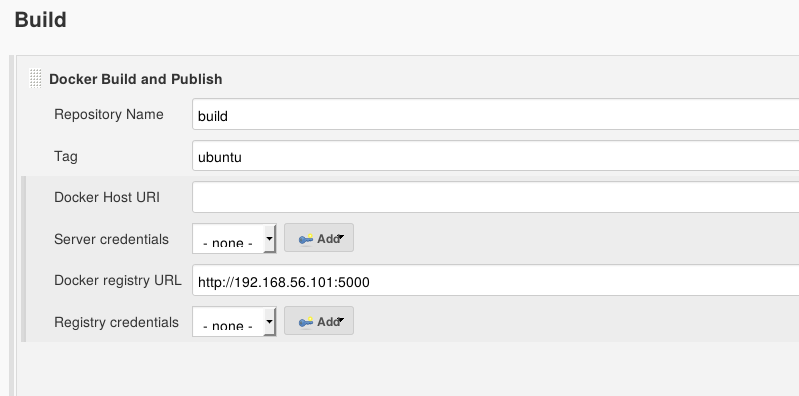 Build
Docker Build and Publish
Repository Name build
Tag ubuntu
Docker Host URI
Server credentials - none - Add
Docker registry URL http://192.168.56.101:5000
Registry credentials - none - Add